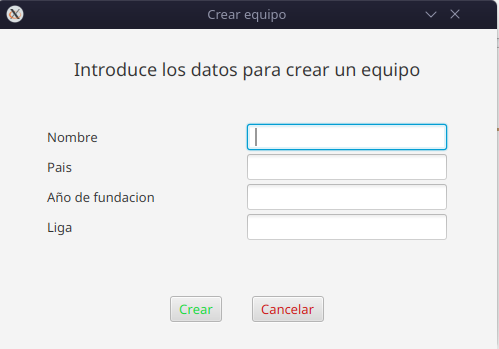 Crear equipo
Introduce los datos para crear un equipo
Nombre
Pais
Año de fundacion
Liga
Crear
Cancelar